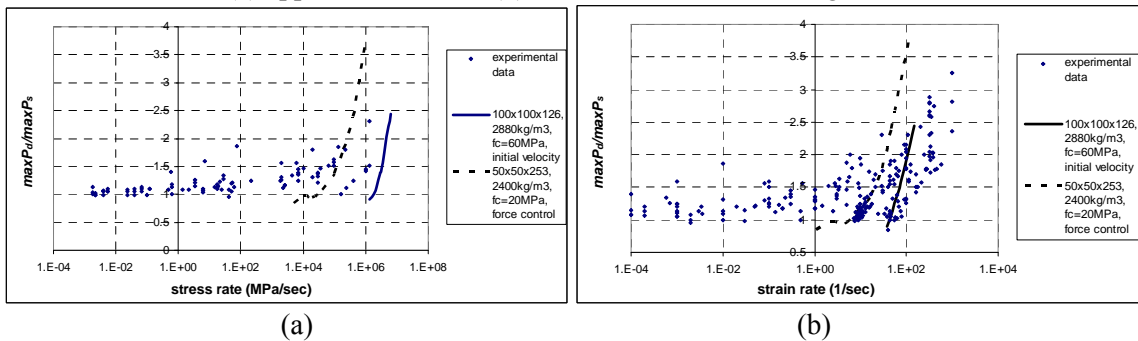 4
3.5
3
2.5
2
1.5
1
0.5
0
maxPd/maxPs
1.E-04 1.E-02 1.E+00 1.E+02 1.E+04 1.E+06 1.E+08
stress rate (MPa/sec)
experimental
data
100x100x126,
2880kg/m3,
fc=60MPa,
initial velocity
50x50x253,
2400kg/m3,
fc=20MPa,
force control
(a)
4
3.5
3
2.5
2
1.5
1
0.5
maxPd/maxPs
1.E-04 1.E-02 1.E+00 1.E+02 1.E+04
strain rate (1/sec)
experimental
data
100x100x126,
2880kg/m3,
fc=60MPa,
initial velocity
50x50x253,
2400kg/m3,
fc=20MPa,
force control
(b)